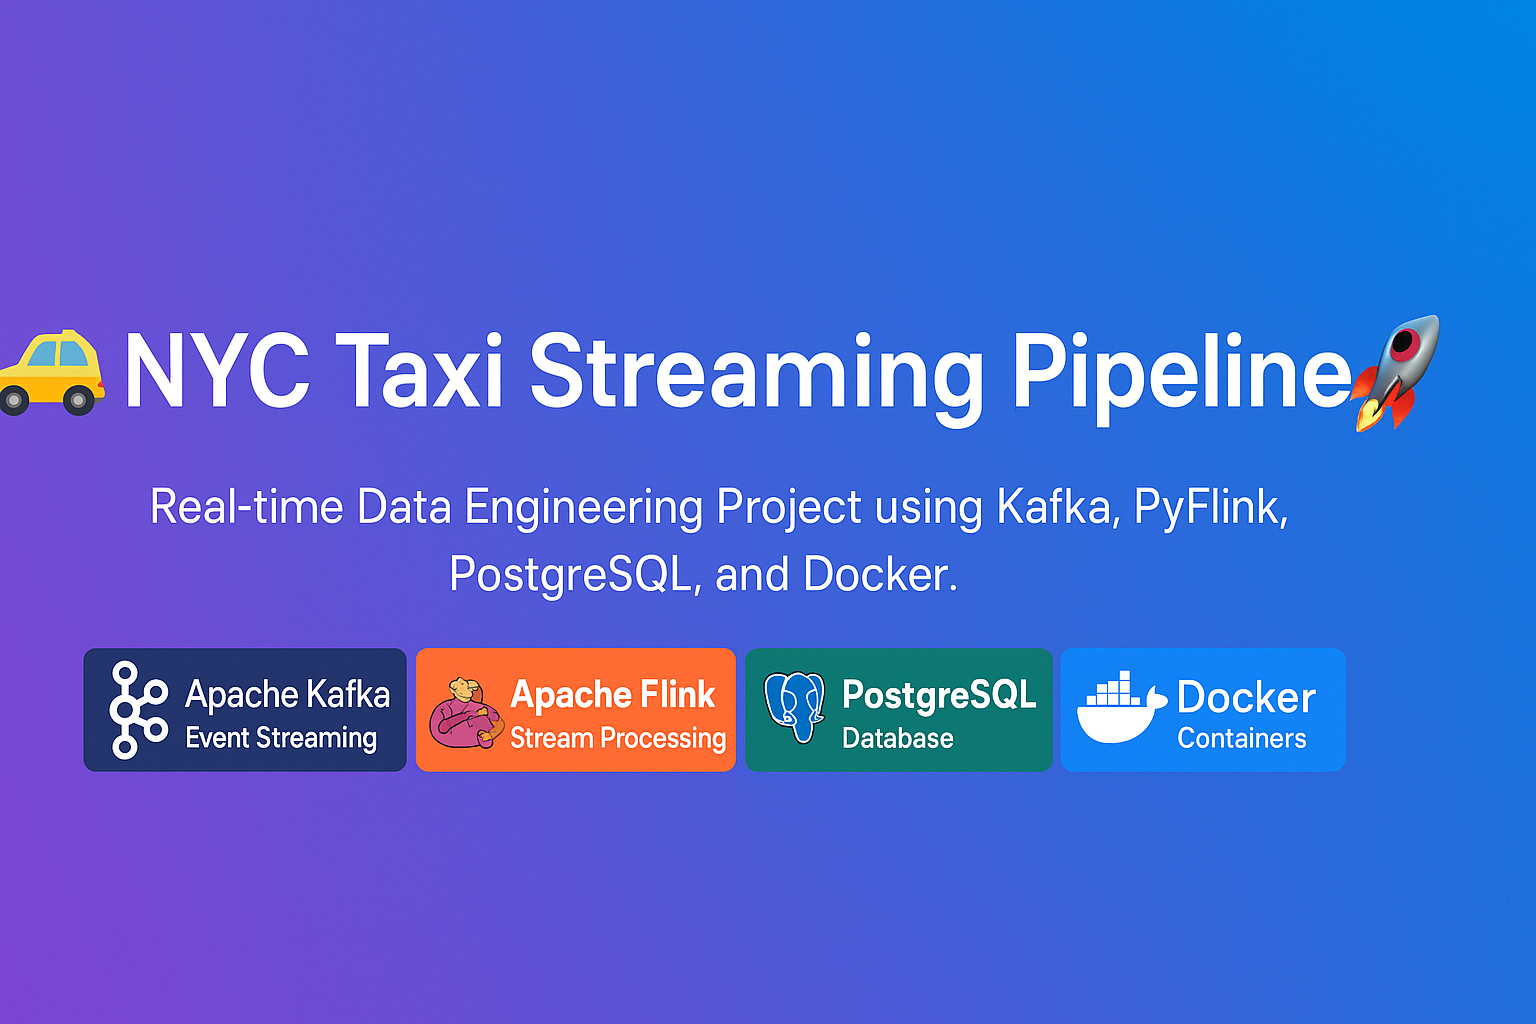 NYC Taxi Streaming Pipeline
Real-time Data Engineering Project using Kafka, PyFlink,
PostgreSQL, and Docker.
Apache Kafka
Event Streaming
Apache Flink
Stream Processing
PostgreSQL
Database
Docker
Containers